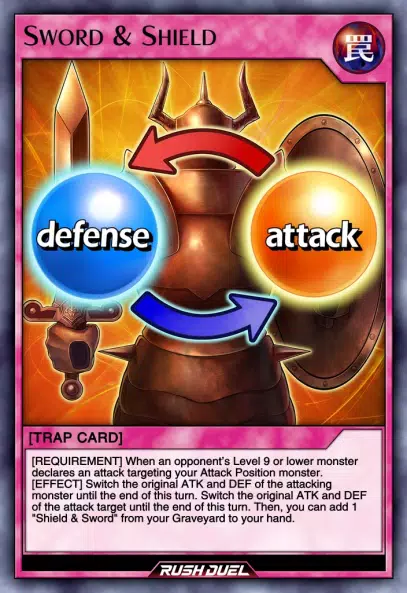 SWORD & SHIELD
罠
defense
attack
[TRAP CARD]
[REQUIREMENT] When an opponent's Level 9 or lower monster
declares an attack targeting your Attack Position monster.
[EFFECT] Switch the original ATK and DEF of the attacking
monster until the end of this turn. Switch the original ATK and DEF
of the attack target until the end of this turn. Then, you can add 1
"Shield & Sword" from your Graveyard to your hand.
RUSH DUEL